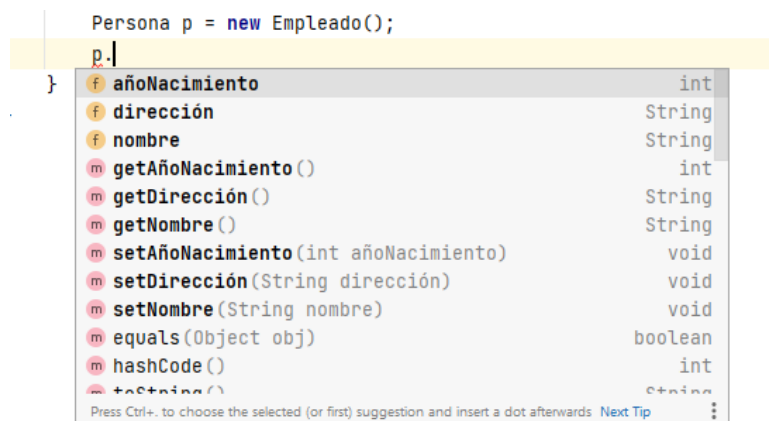 Persona p = new Empleado();
p.
}
f añoNacimiento int
f dirección String
f nombre String
m getAñoNacimiento() int
m getDirección() String
m getNombre() String
m setAñoNacimiento(int añoNacimiento) void
m setDirección(String dirección) void
m setNombre(String nombre) void
m equals(Object obj) boolean
m hashCode() int
m toString() String
Press Ctrl+. to choose the selected (or first) suggestion and insert a dot afterwards Next Tip